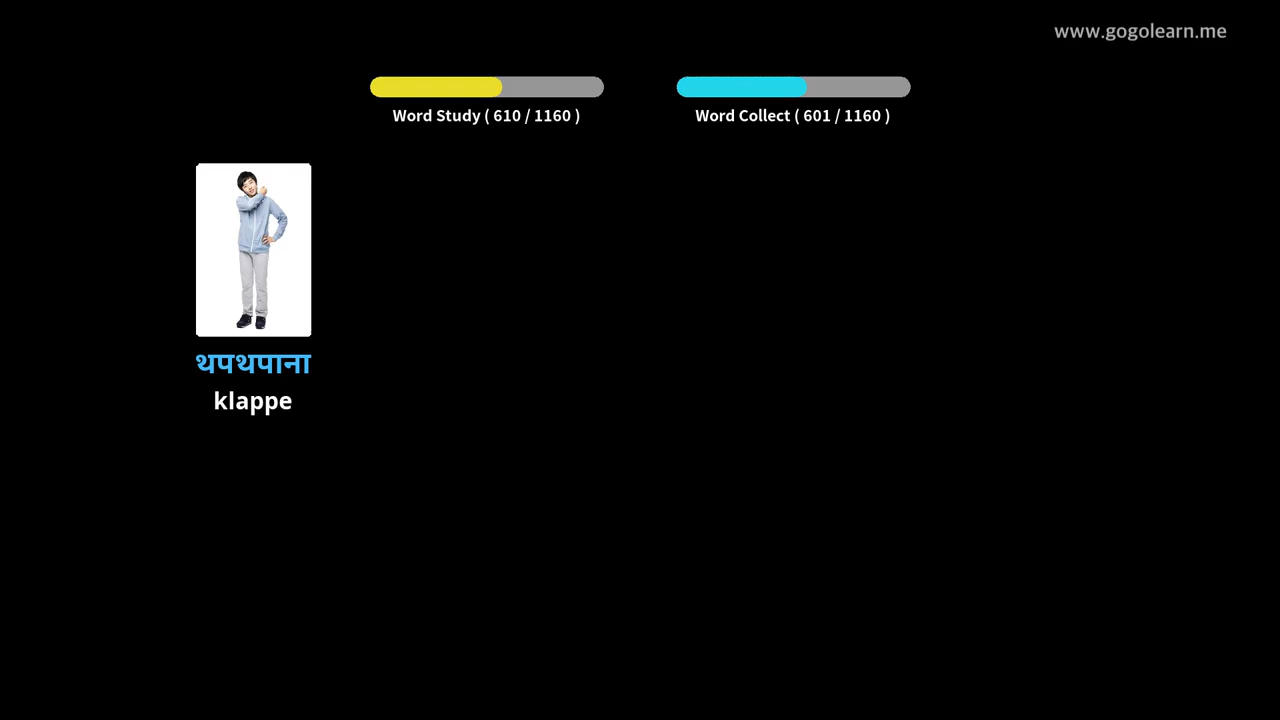 www.gogolearn.me
Word Study ( 610 / 1160 )
Word Collect ( 601 / 1160 )
थपथपाना
klappe